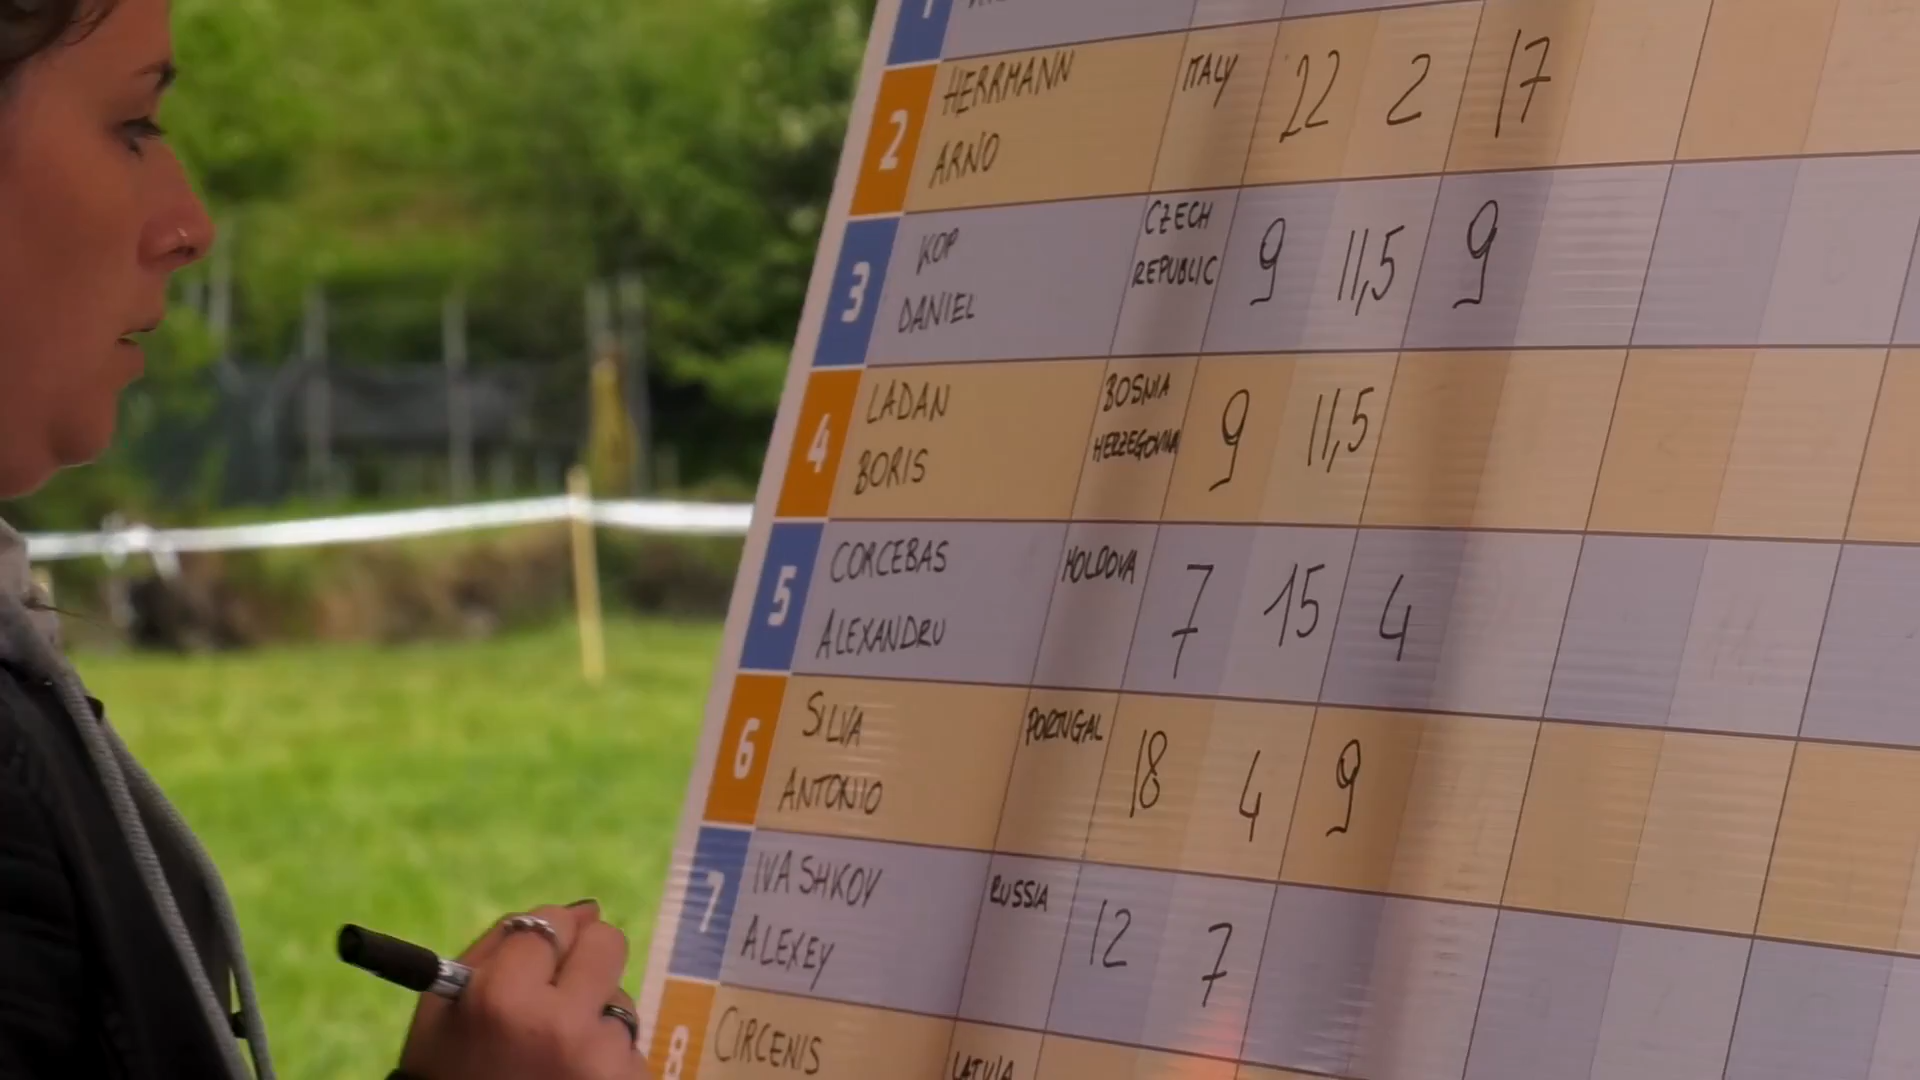 1
2 HERRMANN ITALY 22 2 17
ARNO
3 KOP CZECH 9 11,5 9
DANIEL REPUBLIC
4 LADAN BOSNIA 9 11,5
BORIS HERZEGOVINA
5 CORCEBAS MOLDOVA 7 15 4
ALEXANDRU
6 SILVA PORTUGAL 18 4 9
ANTONIO
7 IVASHKOV RUSSIA 12 7
ALEXEY
8 CIRCENIS LATVIA